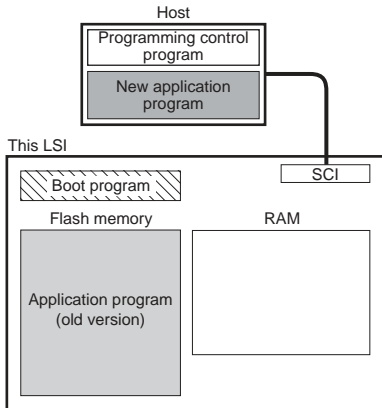 Host
Programming control
program
New application
program
This LSI
SCI
Boot program
Flash memory
RAM
Application program
(old version)